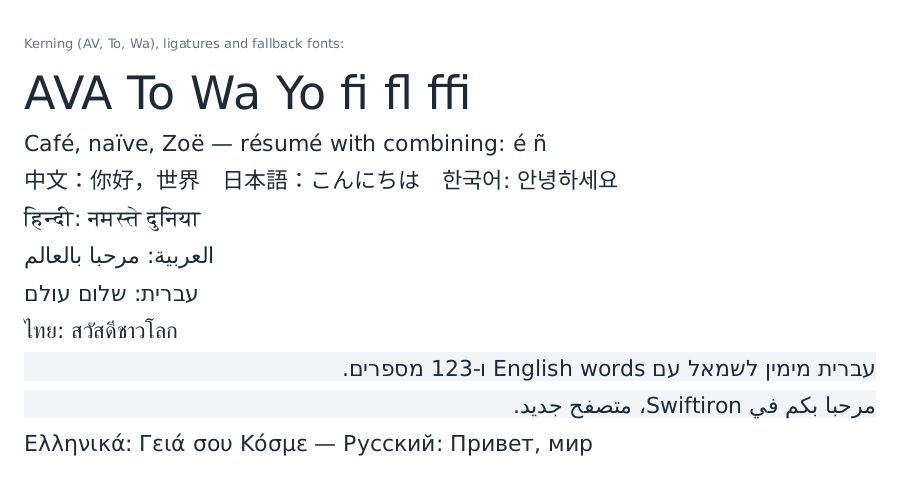 Kerning (AV, To, Wa), ligatures and fallback fonts:
AVA To Wa Yo fi fl ffi
Café, naïve, Zoë — résumé with combining: é ñ
中文：你好，世界　日本語：こんにちは　한국어: 안녕하세요
हिन्दी: नमस्ते दुनिया
العربية: مرحبا بالعالم
עברית: שלום עולם
ไทย: สวัสดีชาวโลก
עברית מימין לשמאל עם English words ו-123 מספרים.
مرحبا بكم في Swiftiron، متصفح جديد.
Ελληνικά: Γειά σου Κόσμε — Русский: Привет, мир